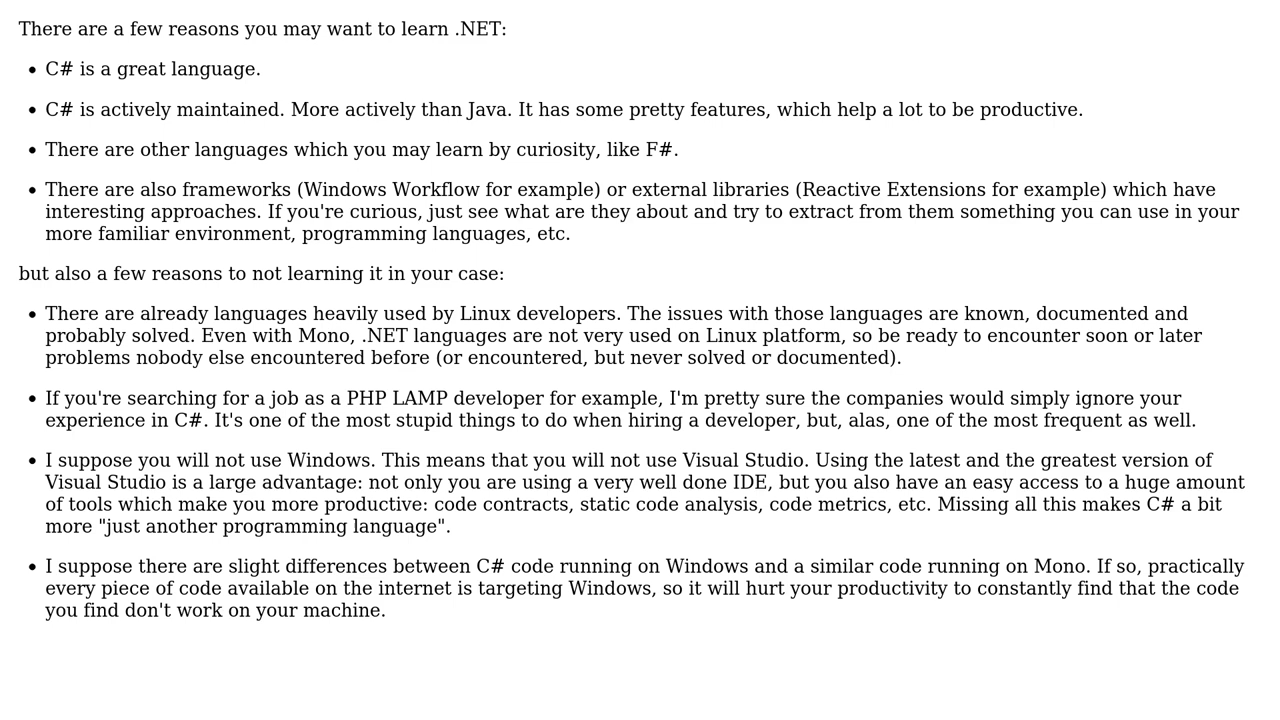 There are a few reasons you may want to learn .NET:
• C# is a great language.
• C# is actively maintained. More actively than Java. It has some pretty features, which help a lot to be productive.
• There are other languages which you may learn by curiosity, like F#.
• There are also frameworks (Windows Workflow for example) or external libraries (Reactive Extensions for example) which have
interesting approaches. If you're curious, just see what are they about and try to extract from them something you can use in your
more familiar environment, programming languages, etc.
but also a few reasons to not learning it in your case:
• There are already languages heavily used by Linux developers. The issues with those languages are known, documented and
probably solved. Even with Mono, .NET languages are not very used on Linux platform, so be ready to encounter soon or later
problems nobody else encountered before (or encountered, but never solved or documented).
• If you're searching for a job as a PHP LAMP developer for example, I'm pretty sure the companies would simply ignore your
experience in C#. It's one of the most stupid things to do when hiring a developer, but, alas, one of the most frequent as well.
• I suppose you will not use Windows. This means that you will not use Visual Studio. Using the latest and the greatest version of
Visual Studio is a large advantage: not only you are using a very well done IDE, but you also have an easy access to a huge amount
of tools which make you more productive: code contracts, static code analysis, code metrics, etc. Missing all this makes C# a bit
more "just another programming language".
• I suppose there are slight differences between C# code running on Windows and a similar code running on Mono. If so, practically
every piece of code available on the internet is targeting Windows, so it will hurt your productivity to constantly find that the code
you find don't work on your machine.